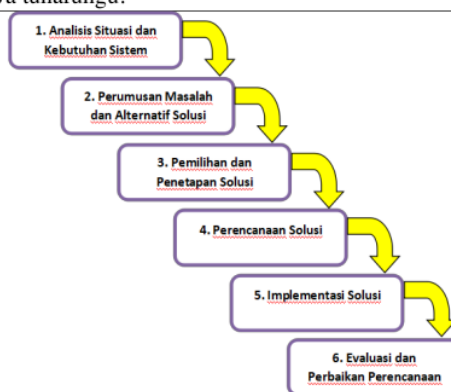 1. Analisis Situasi dan
Kebutuhan Sistem
2. Perumusan Masalah
dan Alternatif Solusi
3. Pemilihan dan
Penetapan Solusi
4. Perencanaan Solusi
5. Implementasi Solusi
6. Evaluasi dan
Perbaikan Perencanaan